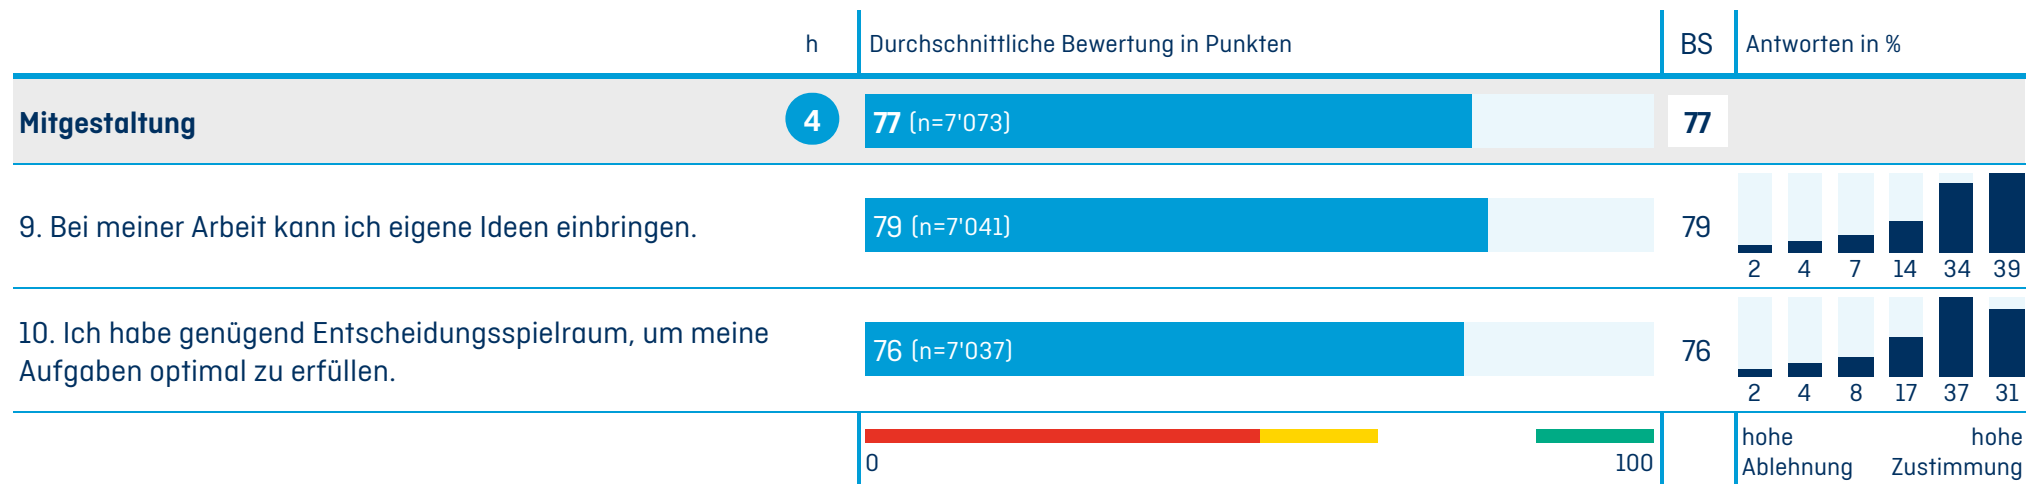 h Durchschnittliche Bewertung in Punkten BS Antworten in %
Mitgestaltung 4 77 (n=7'073) 77
9. Bei meiner Arbeit kann ich eigene Ideen einbringen. 79 (n=7'041) 79
2 4 7 14 34 39
10. Ich habe genügend Entscheidungsspielraum, um meine
Aufgaben optimal zu erfüllen.
76 (n=7'037) 76
2 4 8 17 37 31
0 100
hohe hohe
Ablehnung Zustimmung